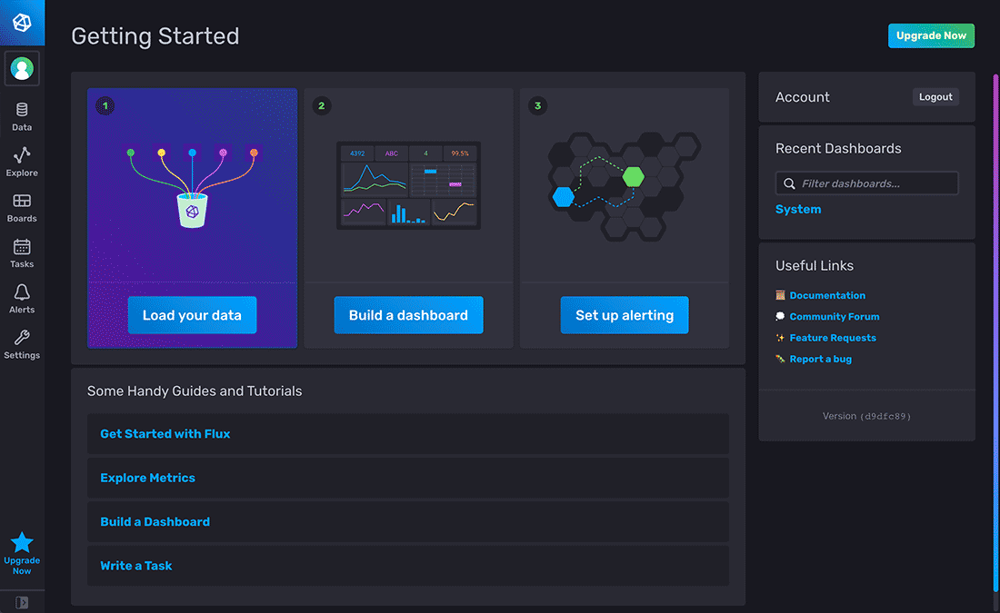 Getting Started
Upgrade Now
Data
Explore
Boards
Tasks
Alerts
Settings
Upgrade
Now
1
Load your data
2
4392 ABC 4 99.5%
Build a dashboard
3
Set up alerting
Some Handy Guides and Tutorials
Get Started with Flux
Explore Metrics
Build a Dashboard
Write a Task
Account
Logout
Recent Dashboards
Filter dashboards...
System
Useful Links
Documentation
Community Forum
Feature Requests
Report a bug
Version (d9dfc89)